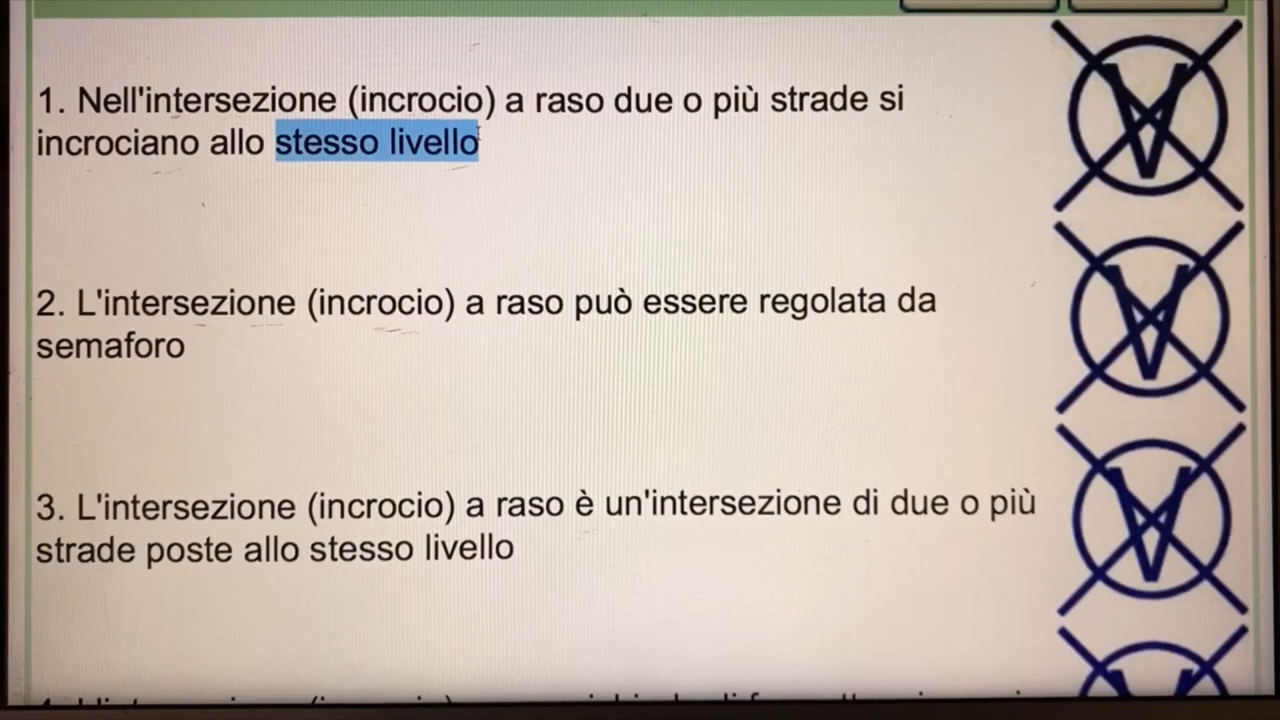 1. Nell'intersezione (incrocio) a raso due o più strade si
incrociano allo stesso livello
V
2. L'intersezione (incrocio) a raso può essere regolata da
semaforo
V
3. L'intersezione (incrocio) a raso è un'intersezione di due o più
strade poste allo stesso livello
V